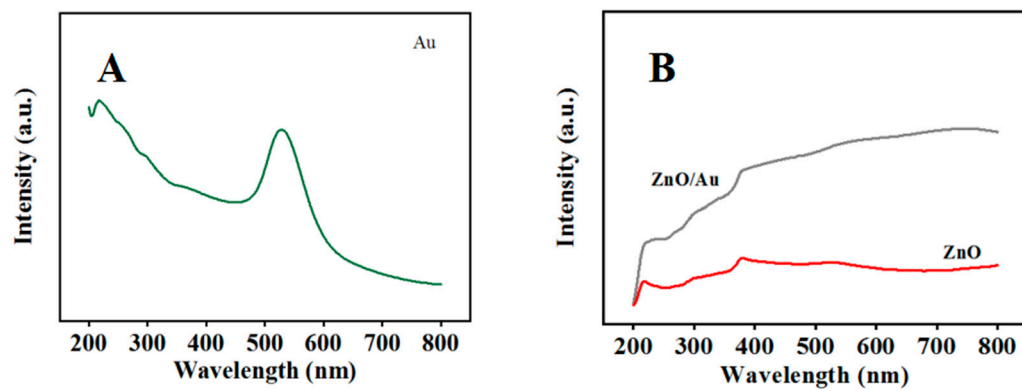 A
Au
Intensity (a.u.)
200 300 400 500 600 700 800
Wavelength (nm)
B
ZnO/Au
ZnO
Intensity (a.u.)
200 300 400 500 600 700 800
Wavelength (nm)